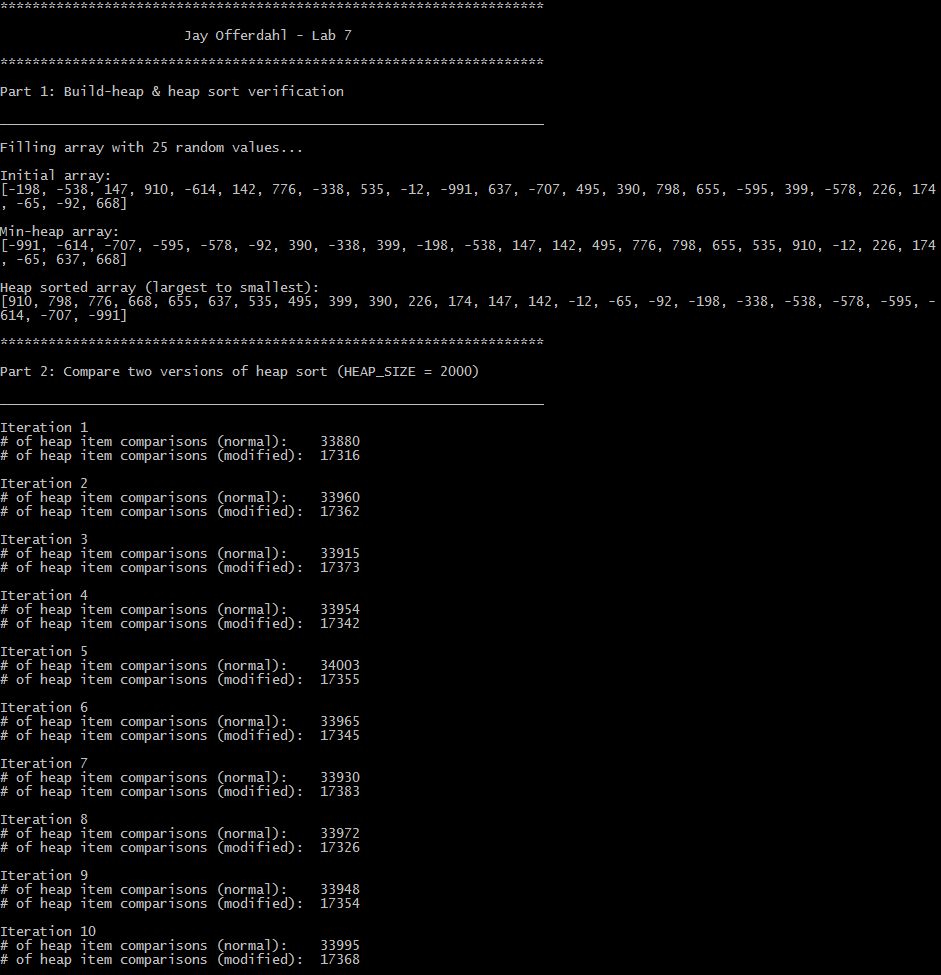 ********************************************************************
Jay Offerdahl - Lab 7
********************************************************************
Part 1: Build-heap & heap sort verification
____________________________________________________________________
Filling array with 25 random values...
Initial array:
[-198, -538, 147, 910, -614, 142, 776, -338, 535, -12, -991, 637, -707, 495, 390, 798, 655, -595, 399, -578, 226, 174
, -65, -92, 668]
Min-heap array:
[-991, -614, -707, -595, -578, -92, 390, -338, 399, -198, -538, 147, 142, 495, 776, 798, 655, 535, 910, -12, 226, 174
, -65, 637, 668]
Heap sorted array (largest to smallest):
[910, 798, 776, 668, 655, 637, 535, 495, 399, 390, 226, 174, 147, 142, -12, -65, -92, -198, -338, -538, -578, -595, -
614, -707, -991]
********************************************************************
Part 2: Compare two versions of heap sort (HEAP_SIZE = 2000)
____________________________________________________________________
Iteration 1
# of heap item comparisons (normal):    33880
# of heap item comparisons (modified):  17316
Iteration 2
# of heap item comparisons (normal):    33960
# of heap item comparisons (modified):  17362
Iteration 3
# of heap item comparisons (normal):    33915
# of heap item comparisons (modified):  17373
Iteration 4
# of heap item comparisons (normal):    33954
# of heap item comparisons (modified):  17342
Iteration 5
# of heap item comparisons (normal):    34003
# of heap item comparisons (modified):  17355
Iteration 6
# of heap item comparisons (normal):    33965
# of heap item comparisons (modified):  17345
Iteration 7
# of heap item comparisons (normal):    33930
# of heap item comparisons (modified):  17383
Iteration 8
# of heap item comparisons (normal):    33972
# of heap item comparisons (modified):  17326
Iteration 9
# of heap item comparisons (normal):    33948
# of heap item comparisons (modified):  17354
Iteration 10
# of heap item comparisons (normal):    33995
# of heap item comparisons (modified):  17368